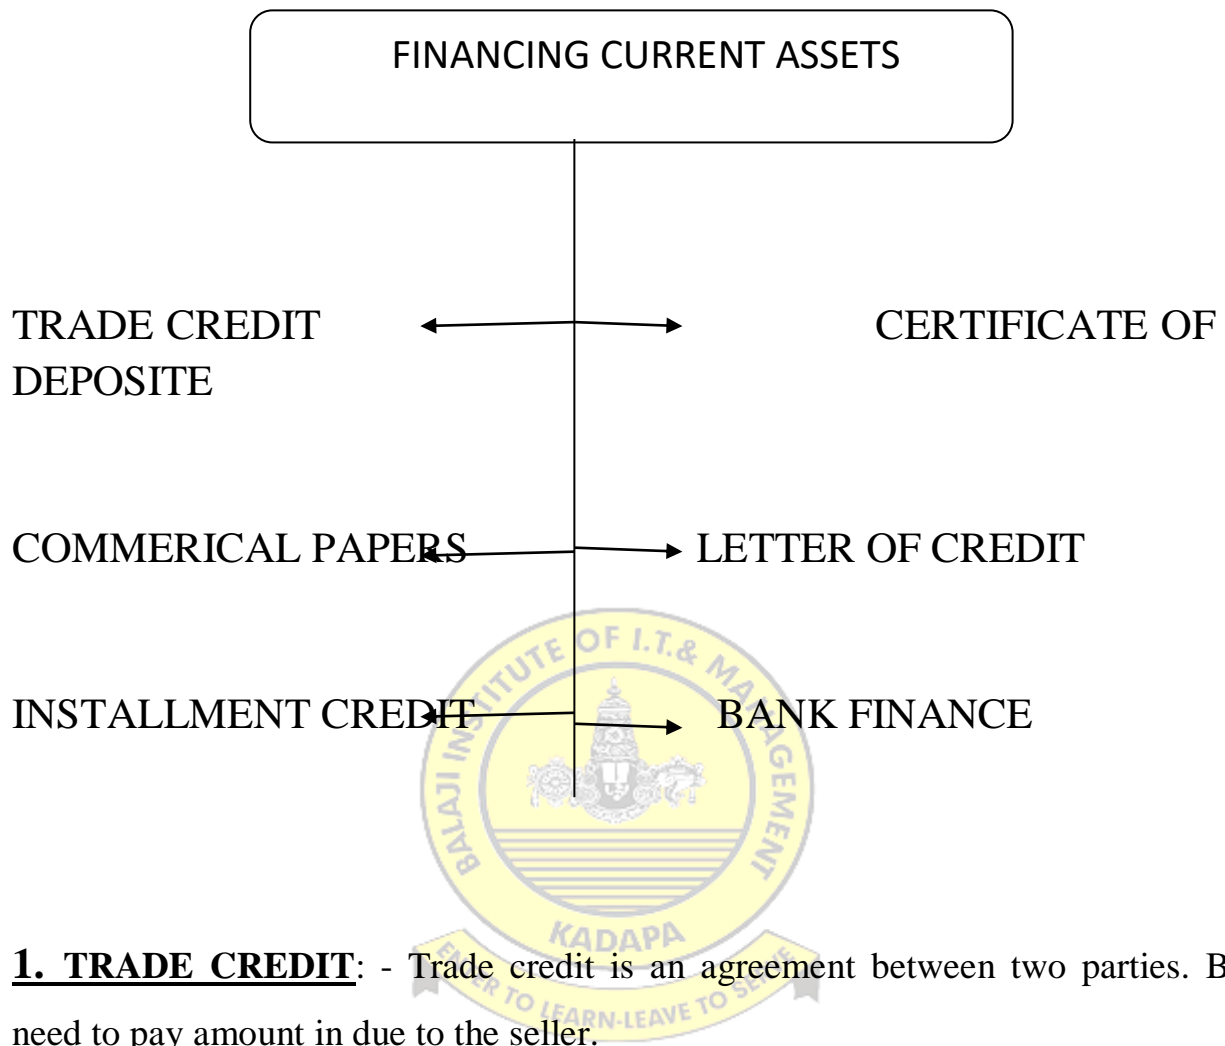 FINANCING CURRENT ASSETS
TRADE CREDIT CERTIFICATE OF
DEPOSITE
COMMERICAL PAPERS LETTER OF CREDIT
INSTALLMENT CREDIT BANK FINANCE
BALAJI INSTITUTE OF I.T.& MANAGEMENT
KADAPA
ENTER TO LEARN-LEAVE TO SERVE
1. TRADE CREDIT: - Trade credit is an agreement between two parties. B
need to pay amount in due to the seller.